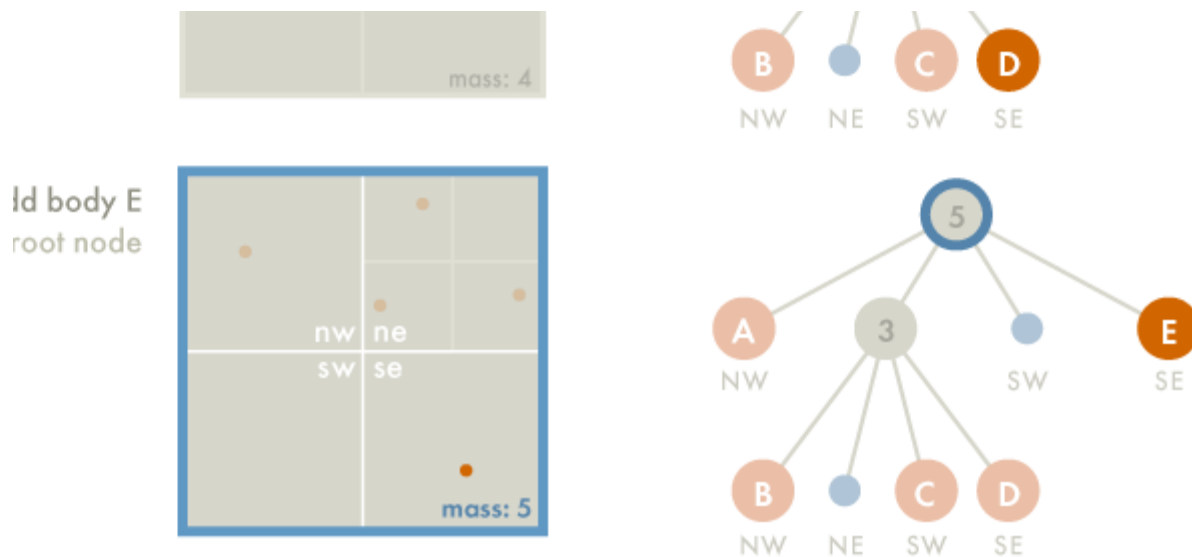 mass: 4
B C D
NW NE SW SE
dd body E
root node
nw ne
sw se
mass: 5
5
A 3 E
NW SW SE
B C D
NW NE SW SE